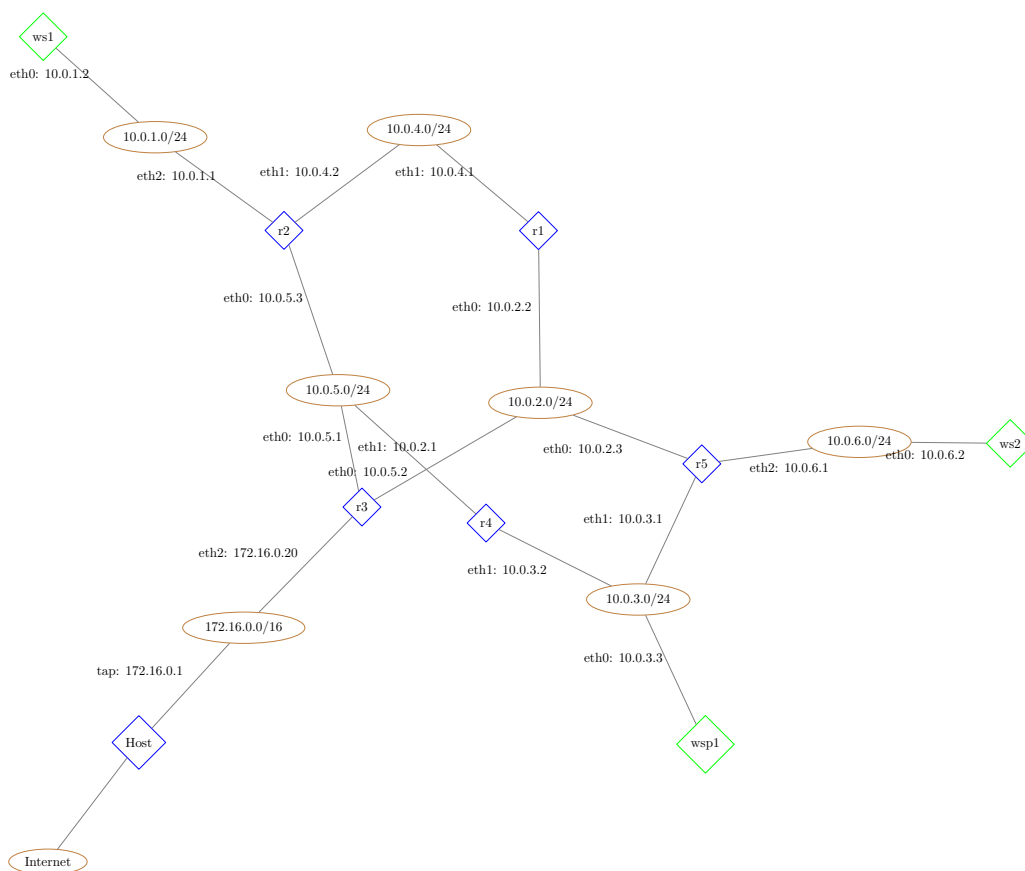 ws1
eth0: 10.0.1.2
10.0.4.0/24
10.0.1.0/24
eth1: 10.0.4.2
eth1: 10.0.4.1
eth2: 10.0.1.1
r2
r1
eth0: 10.0.5.3
eth0: 10.0.2.2
10.0.5.0/24
10.0.2.0/24
eth0: 10.0.5.1
eth1: 10.0.2.1
eth0: 10.0.2.3
10.0.6.0/24
ws2
eth0: 10.0.6.2
r5
eth2: 10.0.6.1
eth0: 10.0.5.2
r3
r4
eth1: 10.0.3.1
eth2: 172.16.0.20
eth1: 10.0.3.2
10.0.3.0/24
172.16.0.0/16
eth0: 10.0.3.3
tap: 172.16.0.1
Host
wsp1
Internet